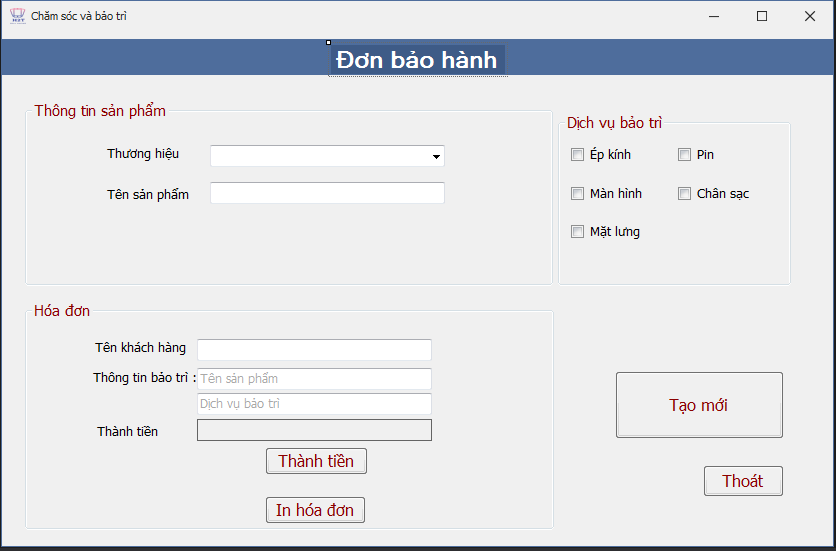 Chăm sóc và bảo trì
Đơn bảo hành
Thông tin sản phẩm
Thương hiệu
Tên sản phẩm
Dịch vụ bảo trì
Ép kính
Pin
Màn hình
Chân sạc
Mặt lưng
Hóa đơn
Tên khách hàng
Thông tin bảo trì :
Tên sản phẩm
Dịch vụ bảo trì
Thành tiền
Thành tiền
In hóa đơn
Tạo mới
Thoát